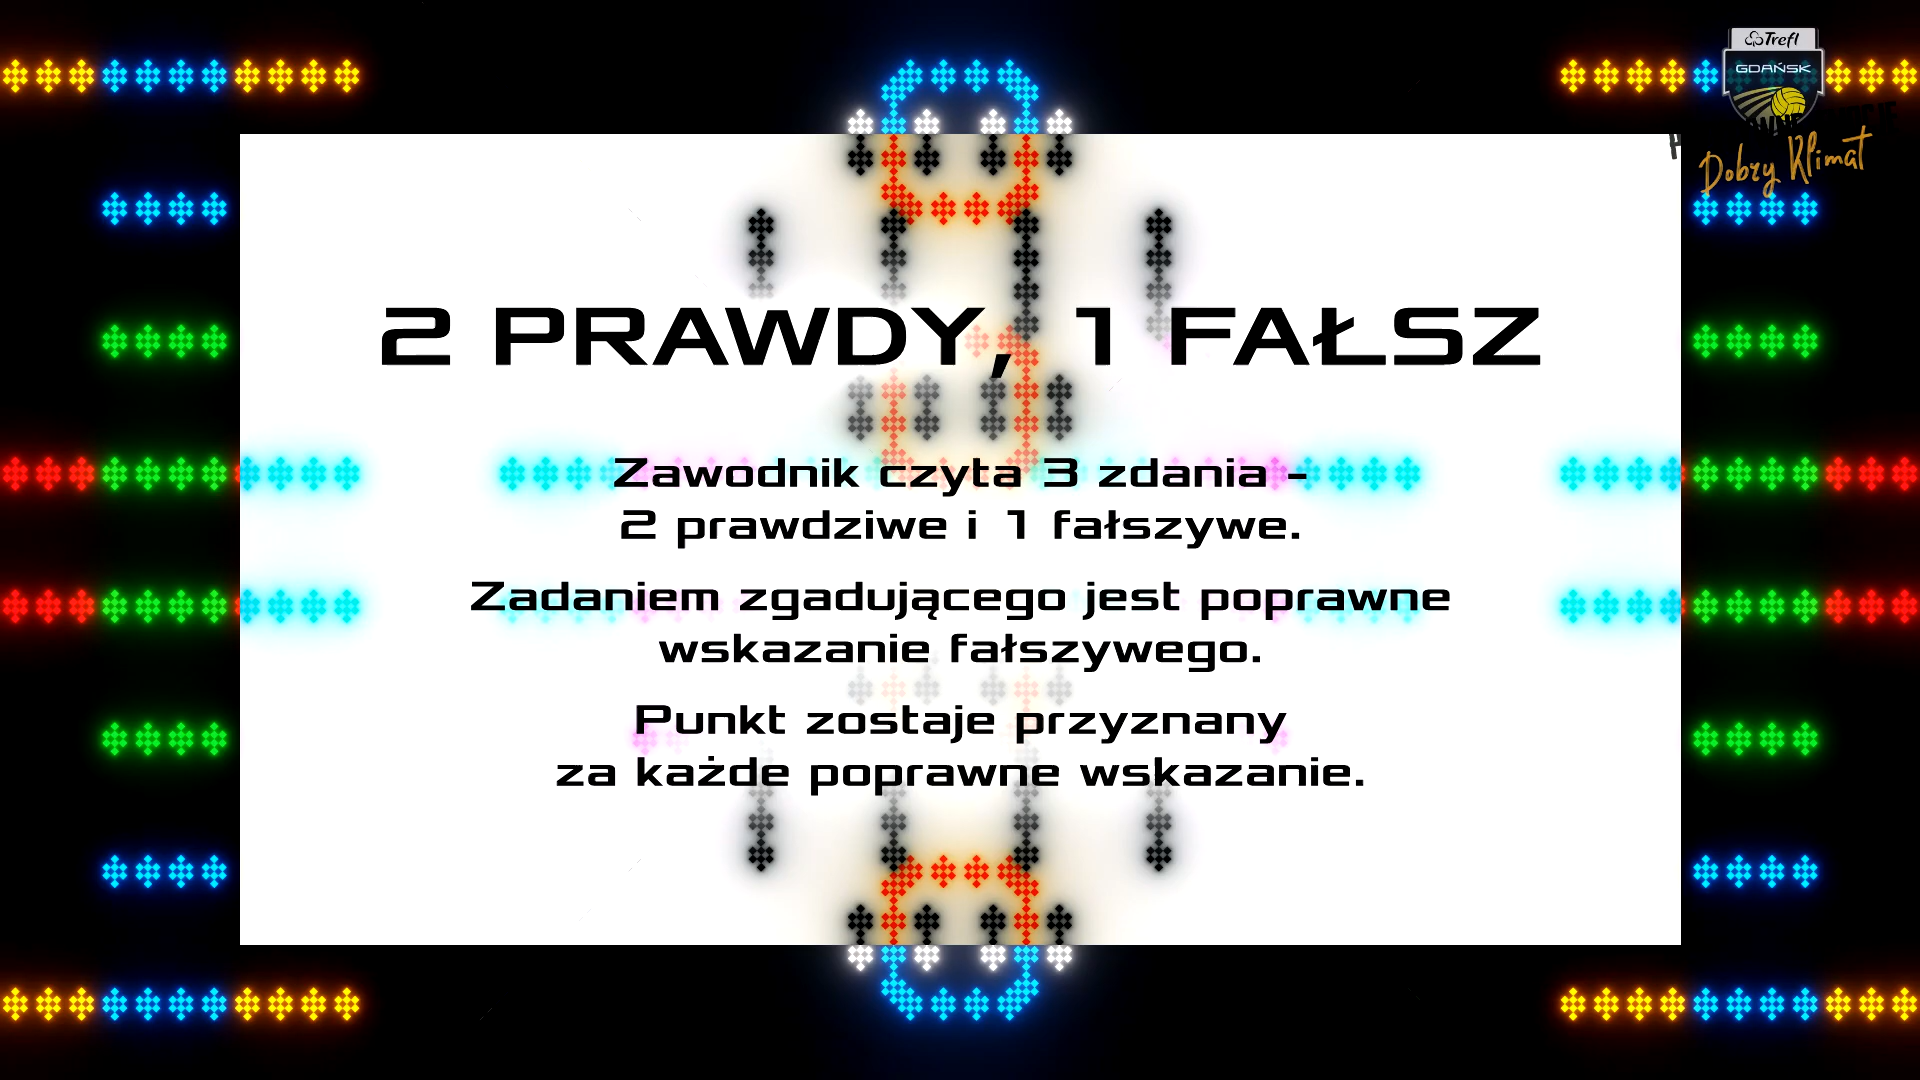 Trefl
GDAŃSK
Dobry Klimat
2 PRAWDY, 1 FAŁSZ
Zawodnik czyta 3 zdania -
2 prawdziwe i 1 fałszywe.
Zadaniem zgadującego jest poprawne
wskazanie fałszywego.
Punkt zostaje przyznany
za każde poprawne wskazanie.